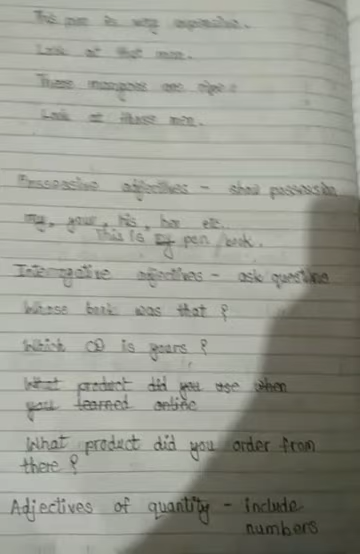 This pen is very expensive.
Look at that man.
These mangoes are ripe.
Look at those men.
Possessive adjectives - show possession
my, your, his, her etc.
This is my pen / book.
Interrogative adjectives - ask question
Whose book was that ?
Which CD is yours ?
What product did you use when
you learned online
What product did you order from
there ?
Adjectives of quantity - include
numbers